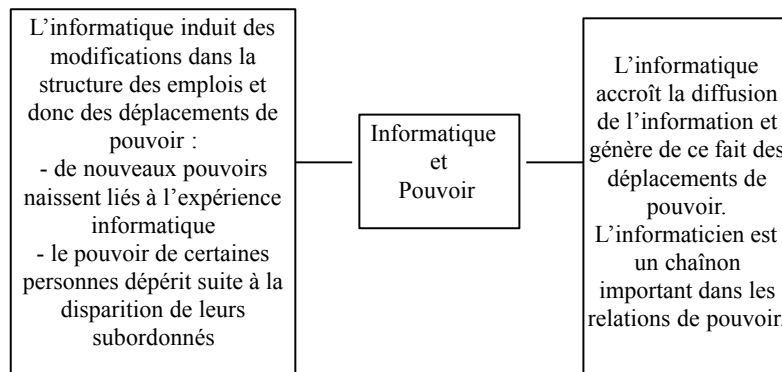 L’informatique induit des
modifications dans la
structure des emplois et
donc des déplacements de
pouvoir :
- de nouveaux pouvoirs
naissent liés à l’expérience
informatique
- le pouvoir de certaines
personnes dépérit suite à la
disparition de leurs
subordonnés
Informatique
et
Pouvoir
L’informatique
accroît la diffusion
de l’information et
génère de ce fait des
déplacements de
pouvoir.
L’informaticien est
un chaînon
important dans les
relations de pouvoir.